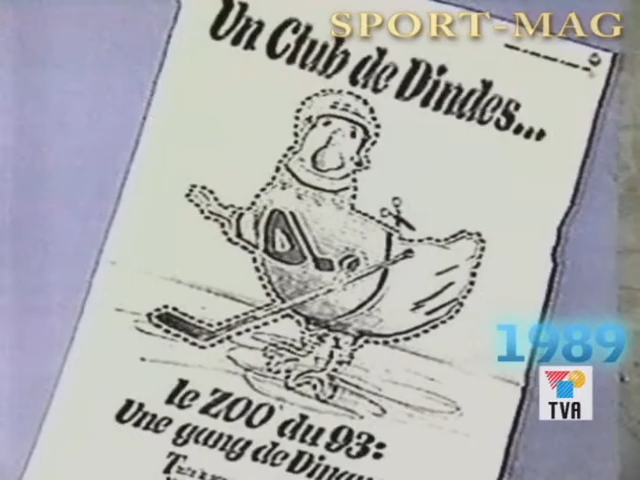 SPORT-MAG
Un Club de Dindes...
1989
TVA
le ZOO du 93:
Une gang de